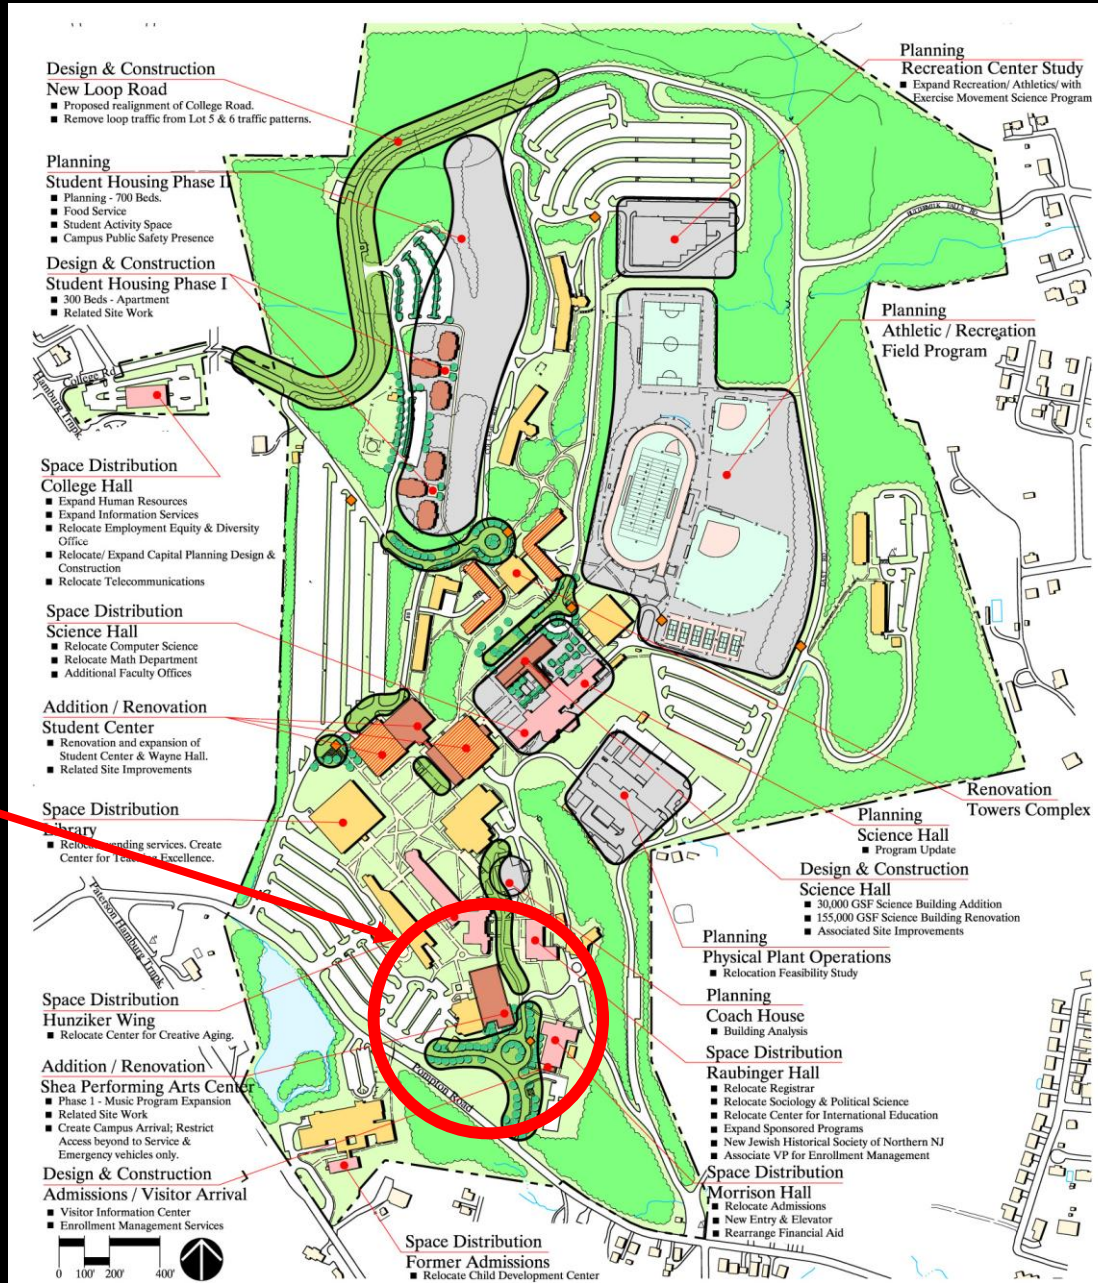 Design & Construction
New Loop Road
■ Proposed realignment of College Road.
■ Remove loop traffic from Lot 5 & 6 traffic patterns.
Planning
Student Housing Phase II
■ Planning - 700 Beds.
■ Food Service
■ Student Activity Space
■ Campus Public Safety Presence
Design & Construction
Student Housing Phase I
■ 300 Beds - Apartment
■ Related Site Work
College Rd.
Hamburg Trnpk.
Space Distribution
College Hall
■ Expand Human Resources
■ Expand Information Services
■ Relocate Employment Equity & Diversity
Office
■ Relocate/ Expand Capital Planning Design &
Construction
■ Relocate Telecommunications
Space Distribution
Science Hall
■ Relocate Computer Science
■ Relocate Math Department
■ Additional Faculty Offices
Addition / Renovation
Student Center
■ Renovation and expansion of
Student Center & Wayne Hall.
■ Related Site Improvements
Space Distribution
Library
■ Relocate vending services. Create
Center for Teaching Excellence.
Paterson Hamburg Trnpk
Space Distribution
Hunziker Wing
■ Relocate Center for Creative Aging.
Addition / Renovation
Shea Performing Arts Center
■ Phase 1 - Music Program Expansion
■ Related Site Work
■ Create Campus Arrival; Restrict
Access beyond to Service &
Emergency vehicles only.
Design & Construction
Admissions / Visitor Arrival
■ Visitor Information Center
■ Enrollment Management Services
0 100' 200' 400'
Pompton Road
Space Distribution
Former Admissions
■ Relocate Child Development Center
Planning
Recreation Center Study
■ Expand Recreation/ Athletics/ with
Exercise Movement Science Program
Planning
Athletic / Recreation
Field Program
Renovation
Towers Complex
Planning
Science Hall
■ Program Update
Design & Construction
Science Hall
■ 30,000 GSF Science Building Addition
■ 155,000 GSF Science Building Renovation
■ Associated Site Improvements
Planning
Physical Plant Operations
■ Relocation Feasibility Study
Planning
Coach House
■ Building Analysis
Space Distribution
Raubinger Hall
■ Relocate Registrar
■ Relocate Sociology & Political Science
■ Relocate Center for International Education
■ Expand Sponsored Programs
■ New Jewish Historical Society of Northern NJ
■ Associate VP for Enrollment Management
Space Distribution
Morrison Hall
■ Relocate Admissions
■ New Entry & Elevator
■ Rearrange Financial Aid